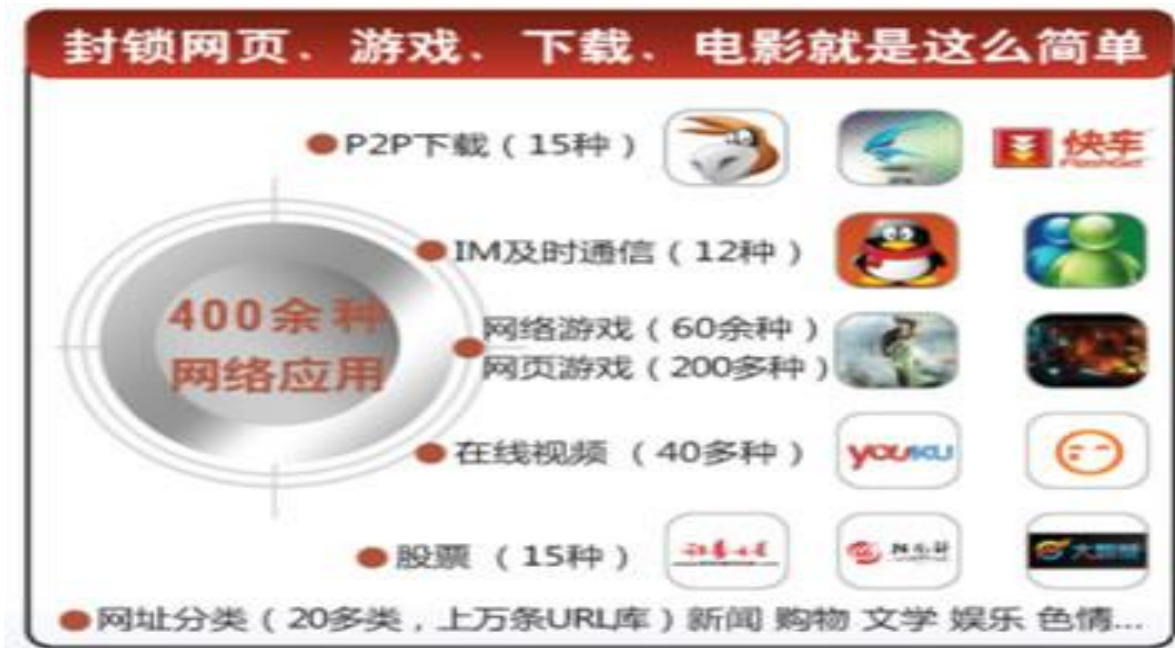 封锁网页、游戏、下载、电影就是这么简单
P2P下载（15种）
快车
FlashGet
IM及时通信（12种）
400余种
网络应用
网络游戏（60余种）
网页游戏（200多种）
在线视频 （40多种）
YOUKU
股票 （15种）
大智慧
网址分类（20多类，上万条URL库）新闻 购物 文学 娱乐 色情...